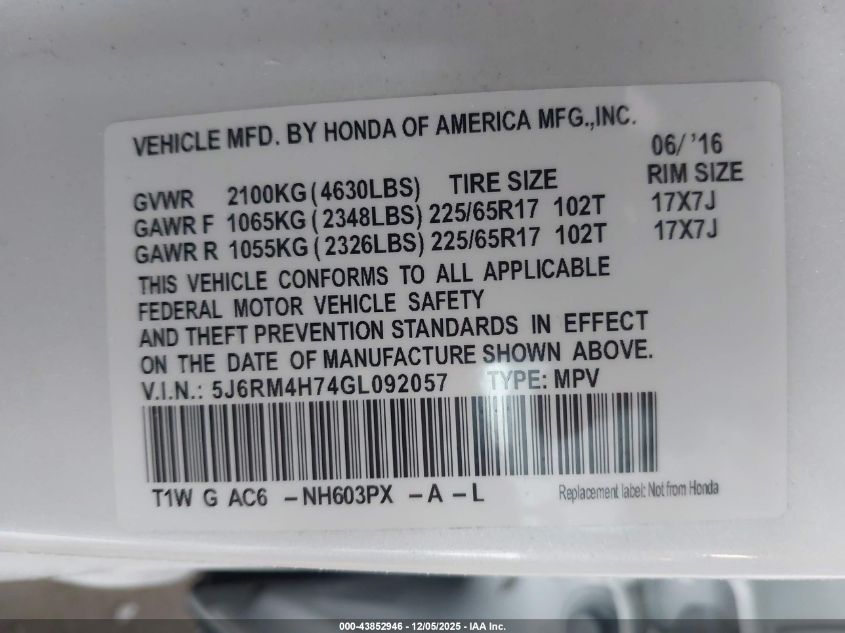 VEHICLE MFD. BY HONDA OF AMERICA MFG.,INC.
06/ '16
GVWR 2100KG (4630LBS) TIRE SIZE RIM SIZE
GAWR F 1065KG (2348LBS) 225/65R17 102T 17X7J
GAWR R 1055KG (2326LBS) 225/65R17 102T 17X7J
THIS VEHICLE CONFORMS TO ALL APPLICABLE
FEDERAL MOTOR VEHICLE SAFETY
AND THEFT PREVENTION STANDARDS IN EFFECT
ON THE DATE OF MANUFACTURE SHOWN ABOVE.
V.I.N.: 5J6RM4H74GL092057 TYPE: MPV
T1W G AC6 -NH603PX -A -L
Replacement label: Not from Honda
000-43852946 - 12/05/2025 - IAA Inc.